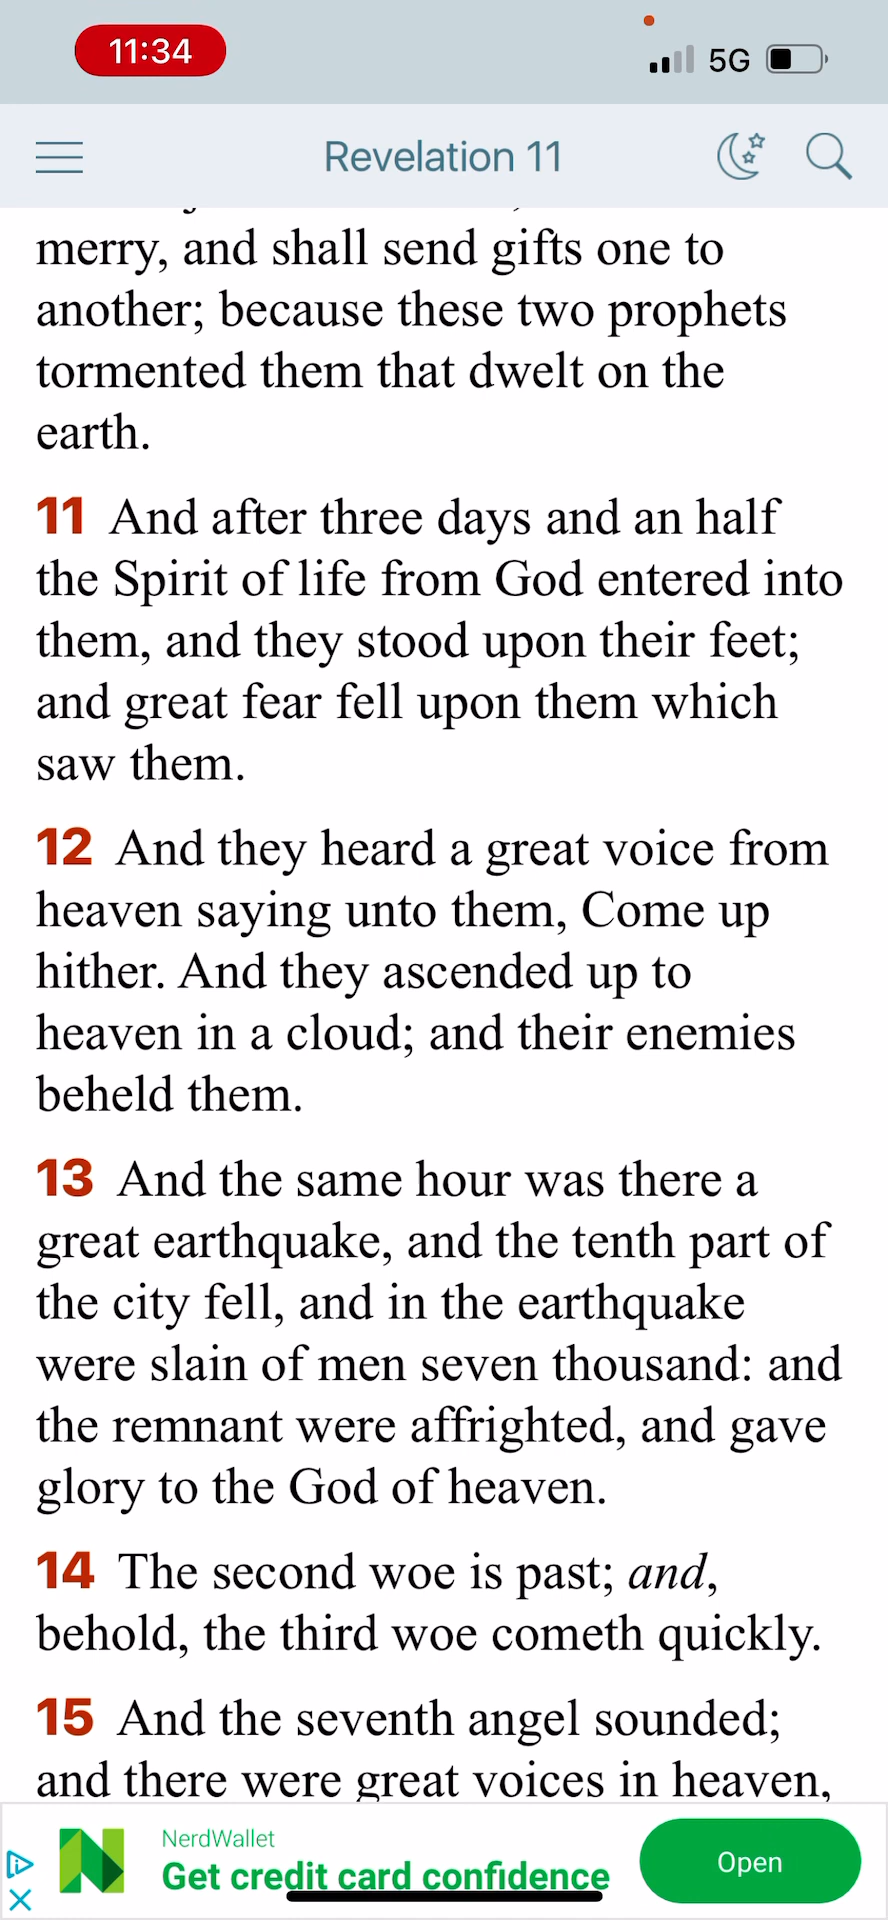 11:34
5G
Revelation 11
merry, and shall send gifts one to
another; because these two prophets
tormented them that dwelt on the
earth.
11 And after three days and an half
the Spirit of life from God entered into
them, and they stood upon their feet;
and great fear fell upon them which
saw them.
12 And they heard a great voice from
heaven saying unto them, Come up
hither. And they ascended up to
heaven in a cloud; and their enemies
beheld them.
13 And the same hour was there a
great earthquake, and the tenth part of
the city fell, and in the earthquake
were slain of men seven thousand: and
the remnant were affrighted, and gave
glory to the God of heaven.
14 The second woe is past; and,
behold, the third woe cometh quickly.
15 And the seventh angel sounded;
and there were great voices in heaven,
NerdWallet
Get credit card confidence
Open